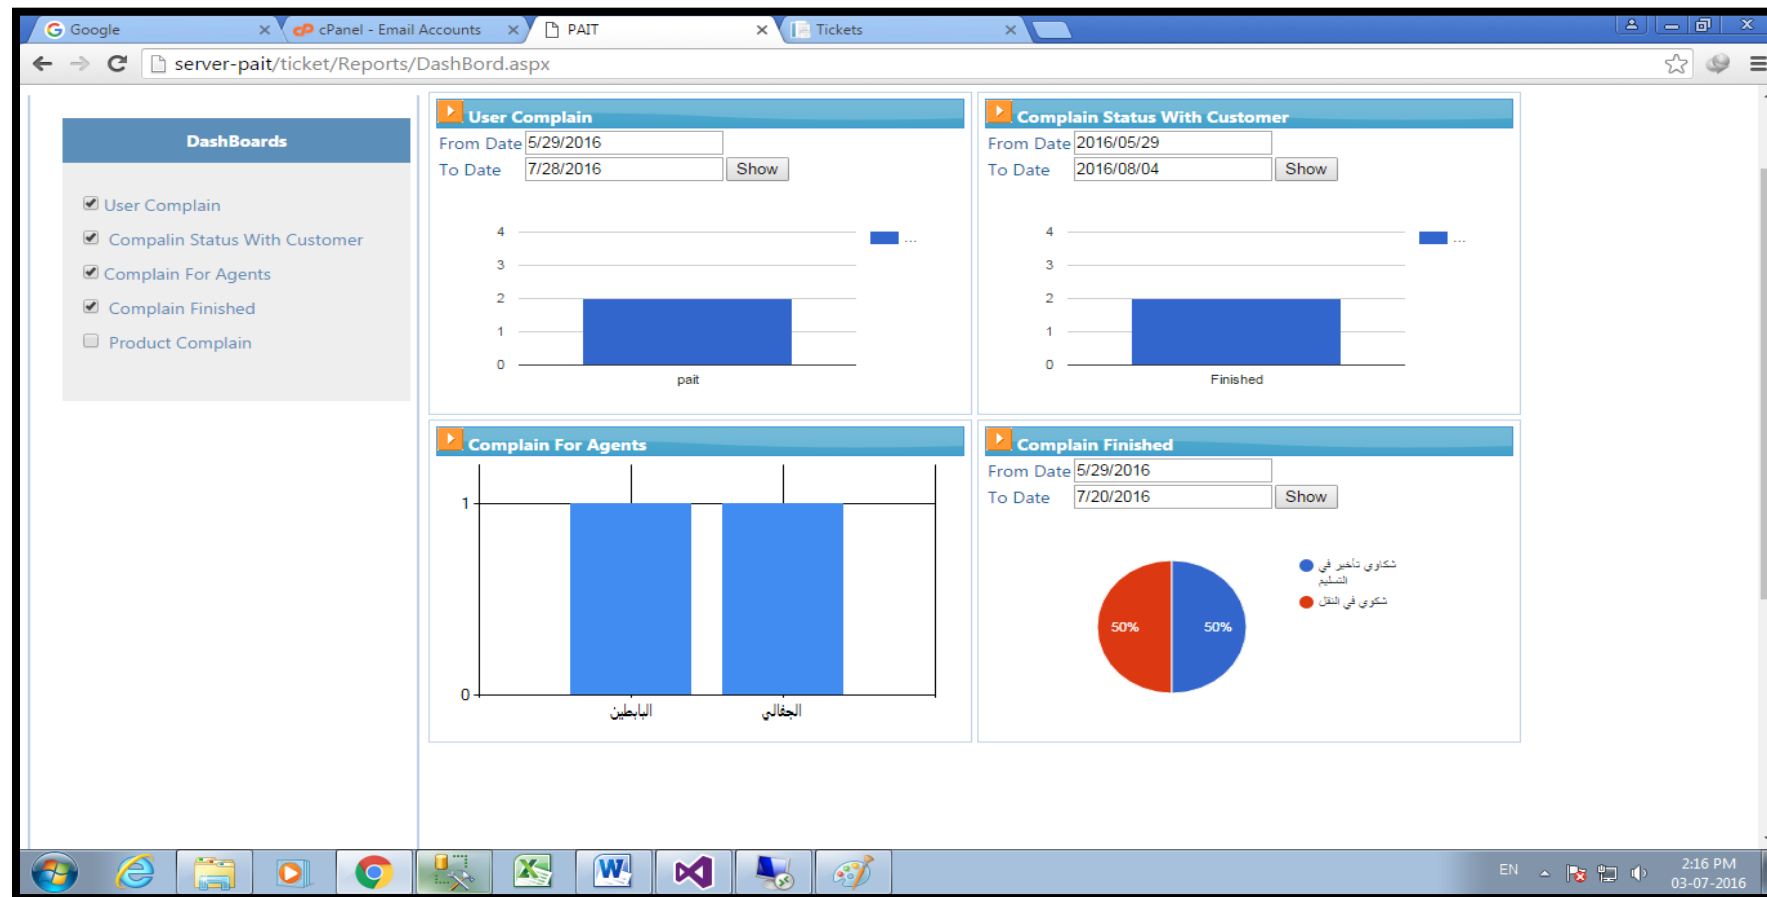 Google
cPanel - Email Accounts
PAIT
Tickets
server-pait/ticket/Reports/DashBord.aspx
DashBoards
User Complain
Compalin Status With Customer
Complain For Agents
Complain Finished
Product Complain
User Complain
From Date 5/29/2016
To Date 7/28/2016 Show
4
3
2
1
0
...
pait
Complain Status With Customer
From Date 2016/05/29
To Date 2016/08/04 Show
4
3
2
1
0
...
Finished
Complain For Agents
1
0
البابطين
الجفالي
Complain Finished
From Date 5/29/2016
To Date 7/20/2016 Show
شكاوي تأخير في
التسليم
شكوي في النقل
50%
50%
EN
2:16 PM
03-07-2016